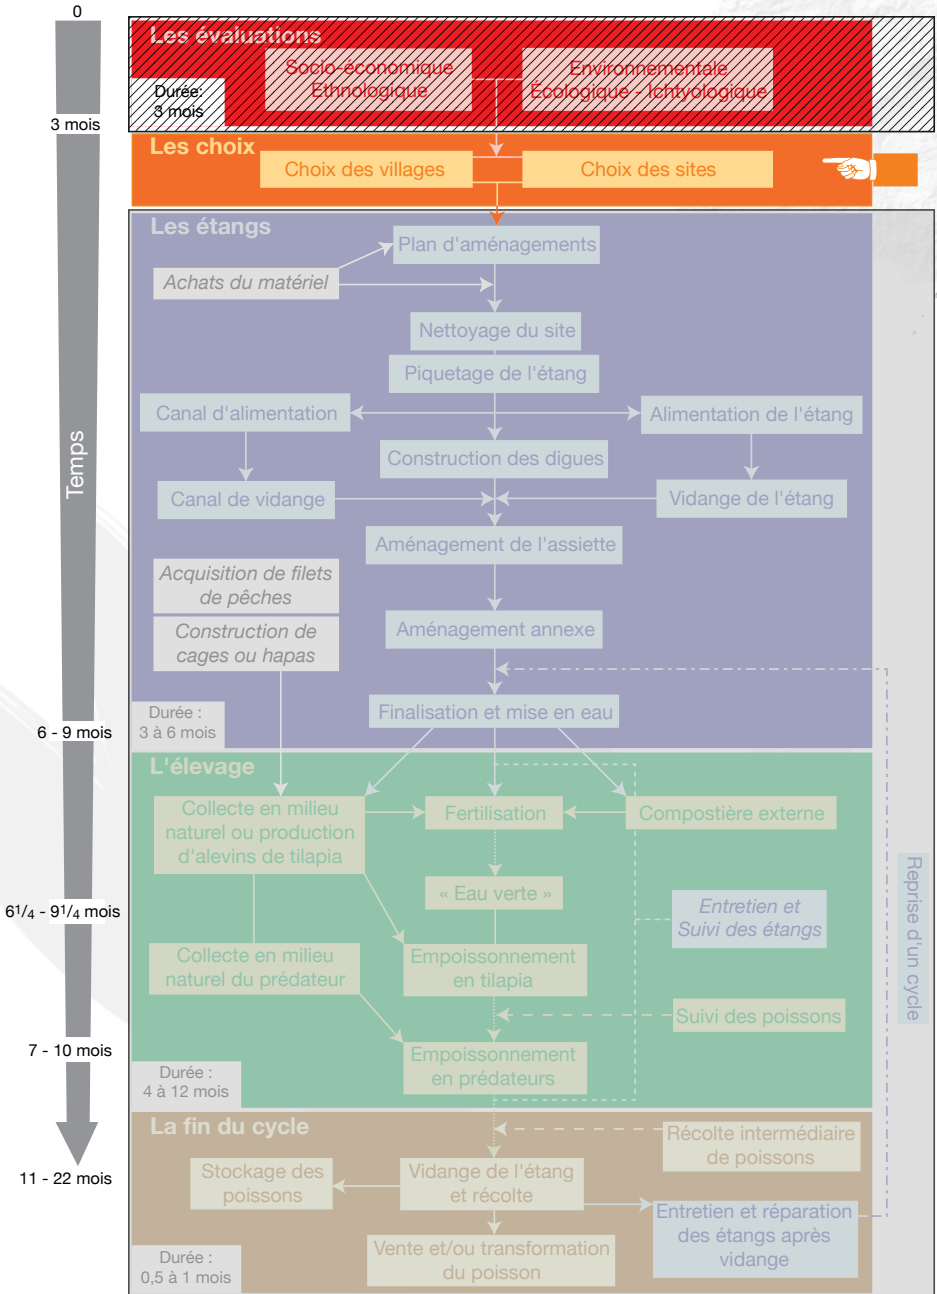 0
Les évaluations
Socio-économique
Ethnologique
Environnementale
Écologique - Ichtyologique
Durée:
3 mois
3 mois
Les choix
Choix des villages
Choix des sites
Les étangs
Plan d'aménagements
Achats du matériel
Nettoyage du site
Piquetage de l'étang
Canal d'alimentation
Alimentation de l'étang
Temps
Construction des digues
Canal de vidange
Vidange de l'étang
Aménagement de l'assiette
Acquisition de filets
de pêches
Construction de
cages ou hapas
Aménagement annexe
Durée :
3 à 6 mois
Finalisation et mise en eau
6 - 9 mois
L'élevage
Collecte en milieu
naturel ou production
d'alevins de tilapia
Fertilisation
Compostière externe
« Eau verte »
6 1/4 - 9 1/4 mois
Entretien et
Suivi des étangs
Reprise d'un cycle
Collecte en milieu
naturel du prédateur
Empoissonnement
en tilapia
Suivi des poissons
7 - 10 mois
Empoissonnement
en prédateurs
Durée :
4 à 12 mois
La fin du cycle
Récolte intermédiaire
de poissons
11 - 22 mois
Stockage des
poissons
Vidange de l'étang
et récolte
Entretien et réparation
des étangs après
vidange
Vente et/ou transformation
du poisson
Durée :
0,5 à 1 mois